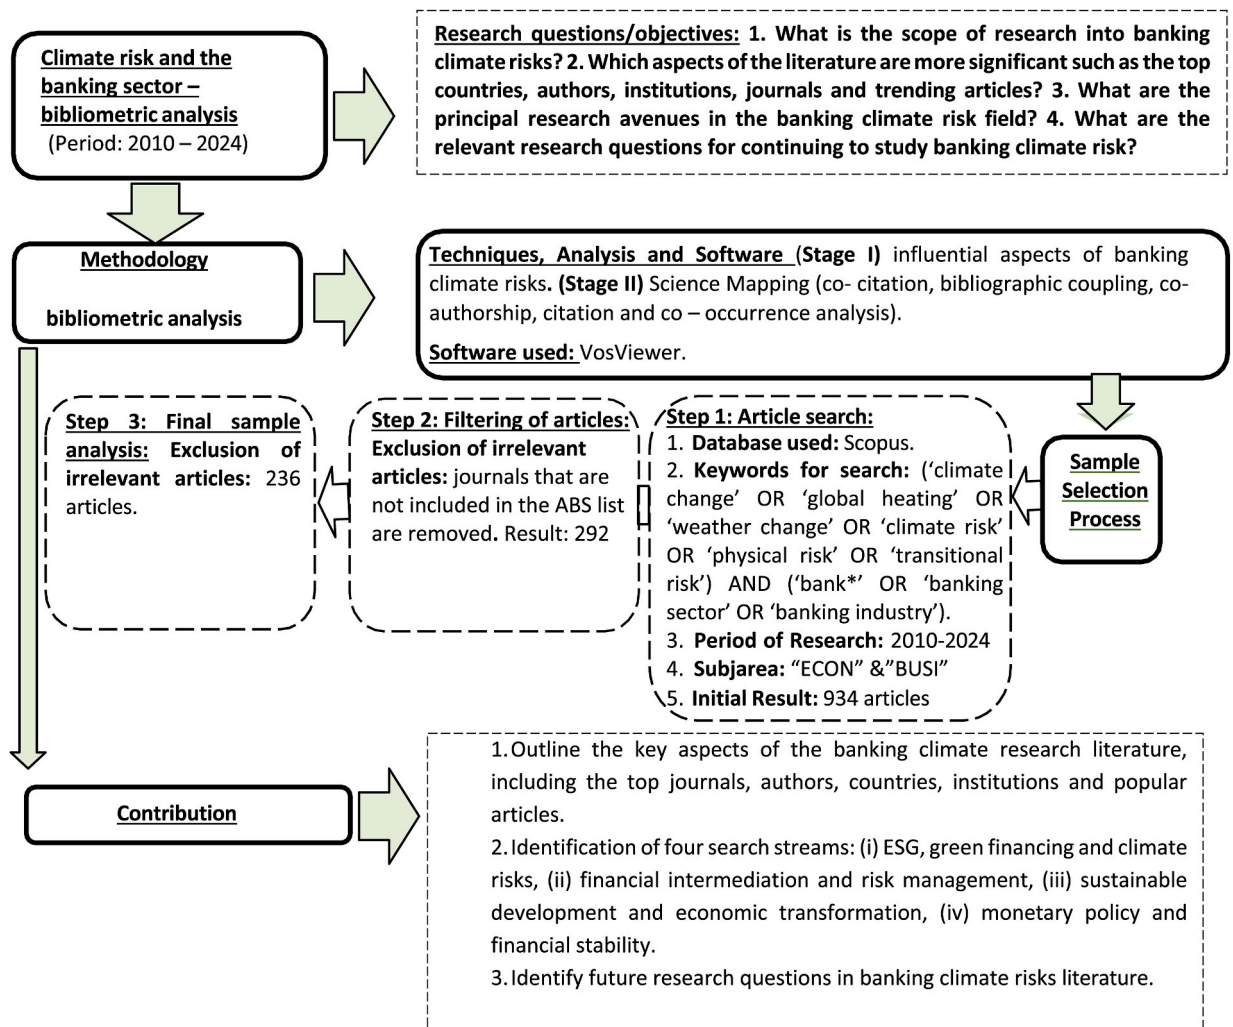 Climate risk and the
banking sector –
bibliometric analysis
(Period: 2010 – 2024)
Research questions/objectives: 1. What is the scope of research into banking
climate risks? 2. Which aspects of the literature are more significant such as the top
countries, authors, institutions, journals and trending articles? 3. What are the
principal research avenues in the banking climate risk field? 4. What are the
relevant research questions for continuing to study banking climate risk?
Methodology
bibliometric analysis
Techniques, Analysis and Software (Stage I) influential aspects of banking
climate risks. (Stage II) Science Mapping (co- citation, bibliographic coupling, co-
authorship, citation and co – occurrence analysis).
Software used: VosViewer.
Sample
Selection
Process
Step 1: Article search:
1. Database used: Scopus.
2. Keywords for search: (‘climate
change’ OR ‘global heating’ OR
‘weather change’ OR ‘climate risk’
OR ‘physical risk’ OR ‘transitional
risk’) AND (‘bank*’ OR ‘banking
sector’ OR ‘banking industry’).
3. Period of Research: 2010-2024
4. Subjarea: “ECON” &”BUSI”
5. Initial Result: 934 articles
Step 2: Filtering of articles:
Exclusion of irrelevant
articles: journals that are
not included in the ABS list
are removed. Result: 292
Step 3: Final sample
analysis: Exclusion of
irrelevant articles: 236
articles.
Contribution
1. Outline the key aspects of the banking climate research literature,
including the top journals, authors, countries, institutions and popular
articles.
2. Identification of four search streams: (i) ESG, green financing and climate
risks, (ii) financial intermediation and risk management, (iii) sustainable
development and economic transformation, (iv) monetary policy and
financial stability.
3. Identify future research questions in banking climate risks literature.